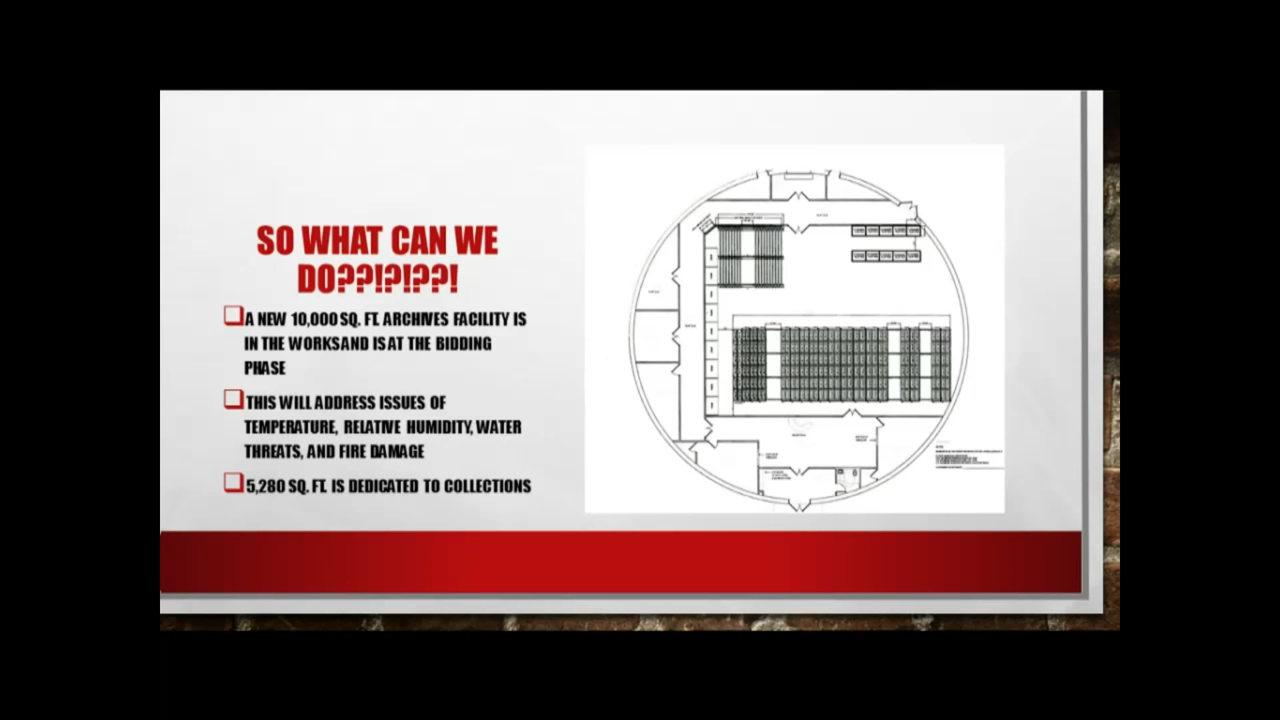 SO WHAT CAN WE
DO??!?!??!
A NEW 10,000 SQ. FT. ARCHIVES FACILITY IS
IN THE WORKSAND IS AT THE BIDDING
PHASE
THIS WILL ADDRESS ISSUES OF
TEMPERATURE, RELATIVE HUMIDITY, WATER
THREATS, AND FIRE DAMAGE
5,280 SQ. FT. IS DEDICATED TO COLLECTIONS